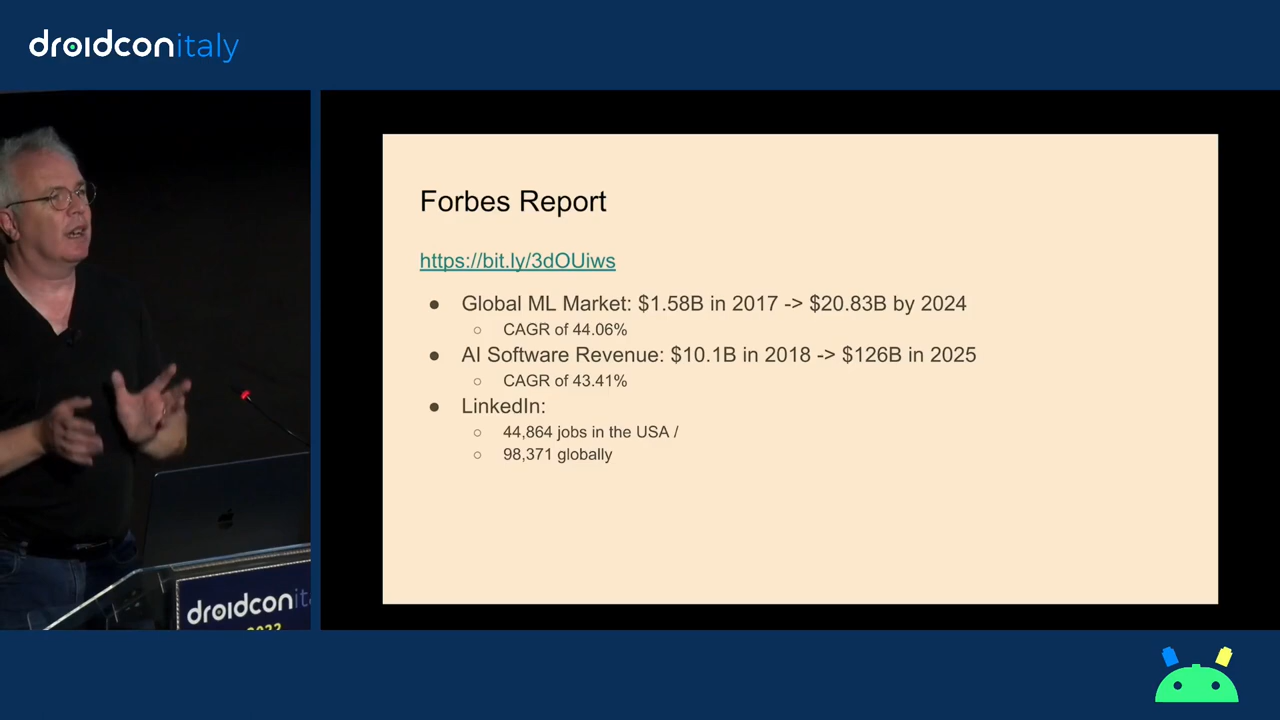 droidconitaly
Forbes Report
https://bit.ly/3dOUiws
● Global ML Market: $1.58B in 2017 -> $20.83B by 2024
○ CAGR of 44.06%
● AI Software Revenue: $10.1B in 2018 -> $126B in 2025
○ CAGR of 43.41%
● LinkedIn:
○ 44,864 jobs in the USA /
○ 98,371 globally
droidconit
2022